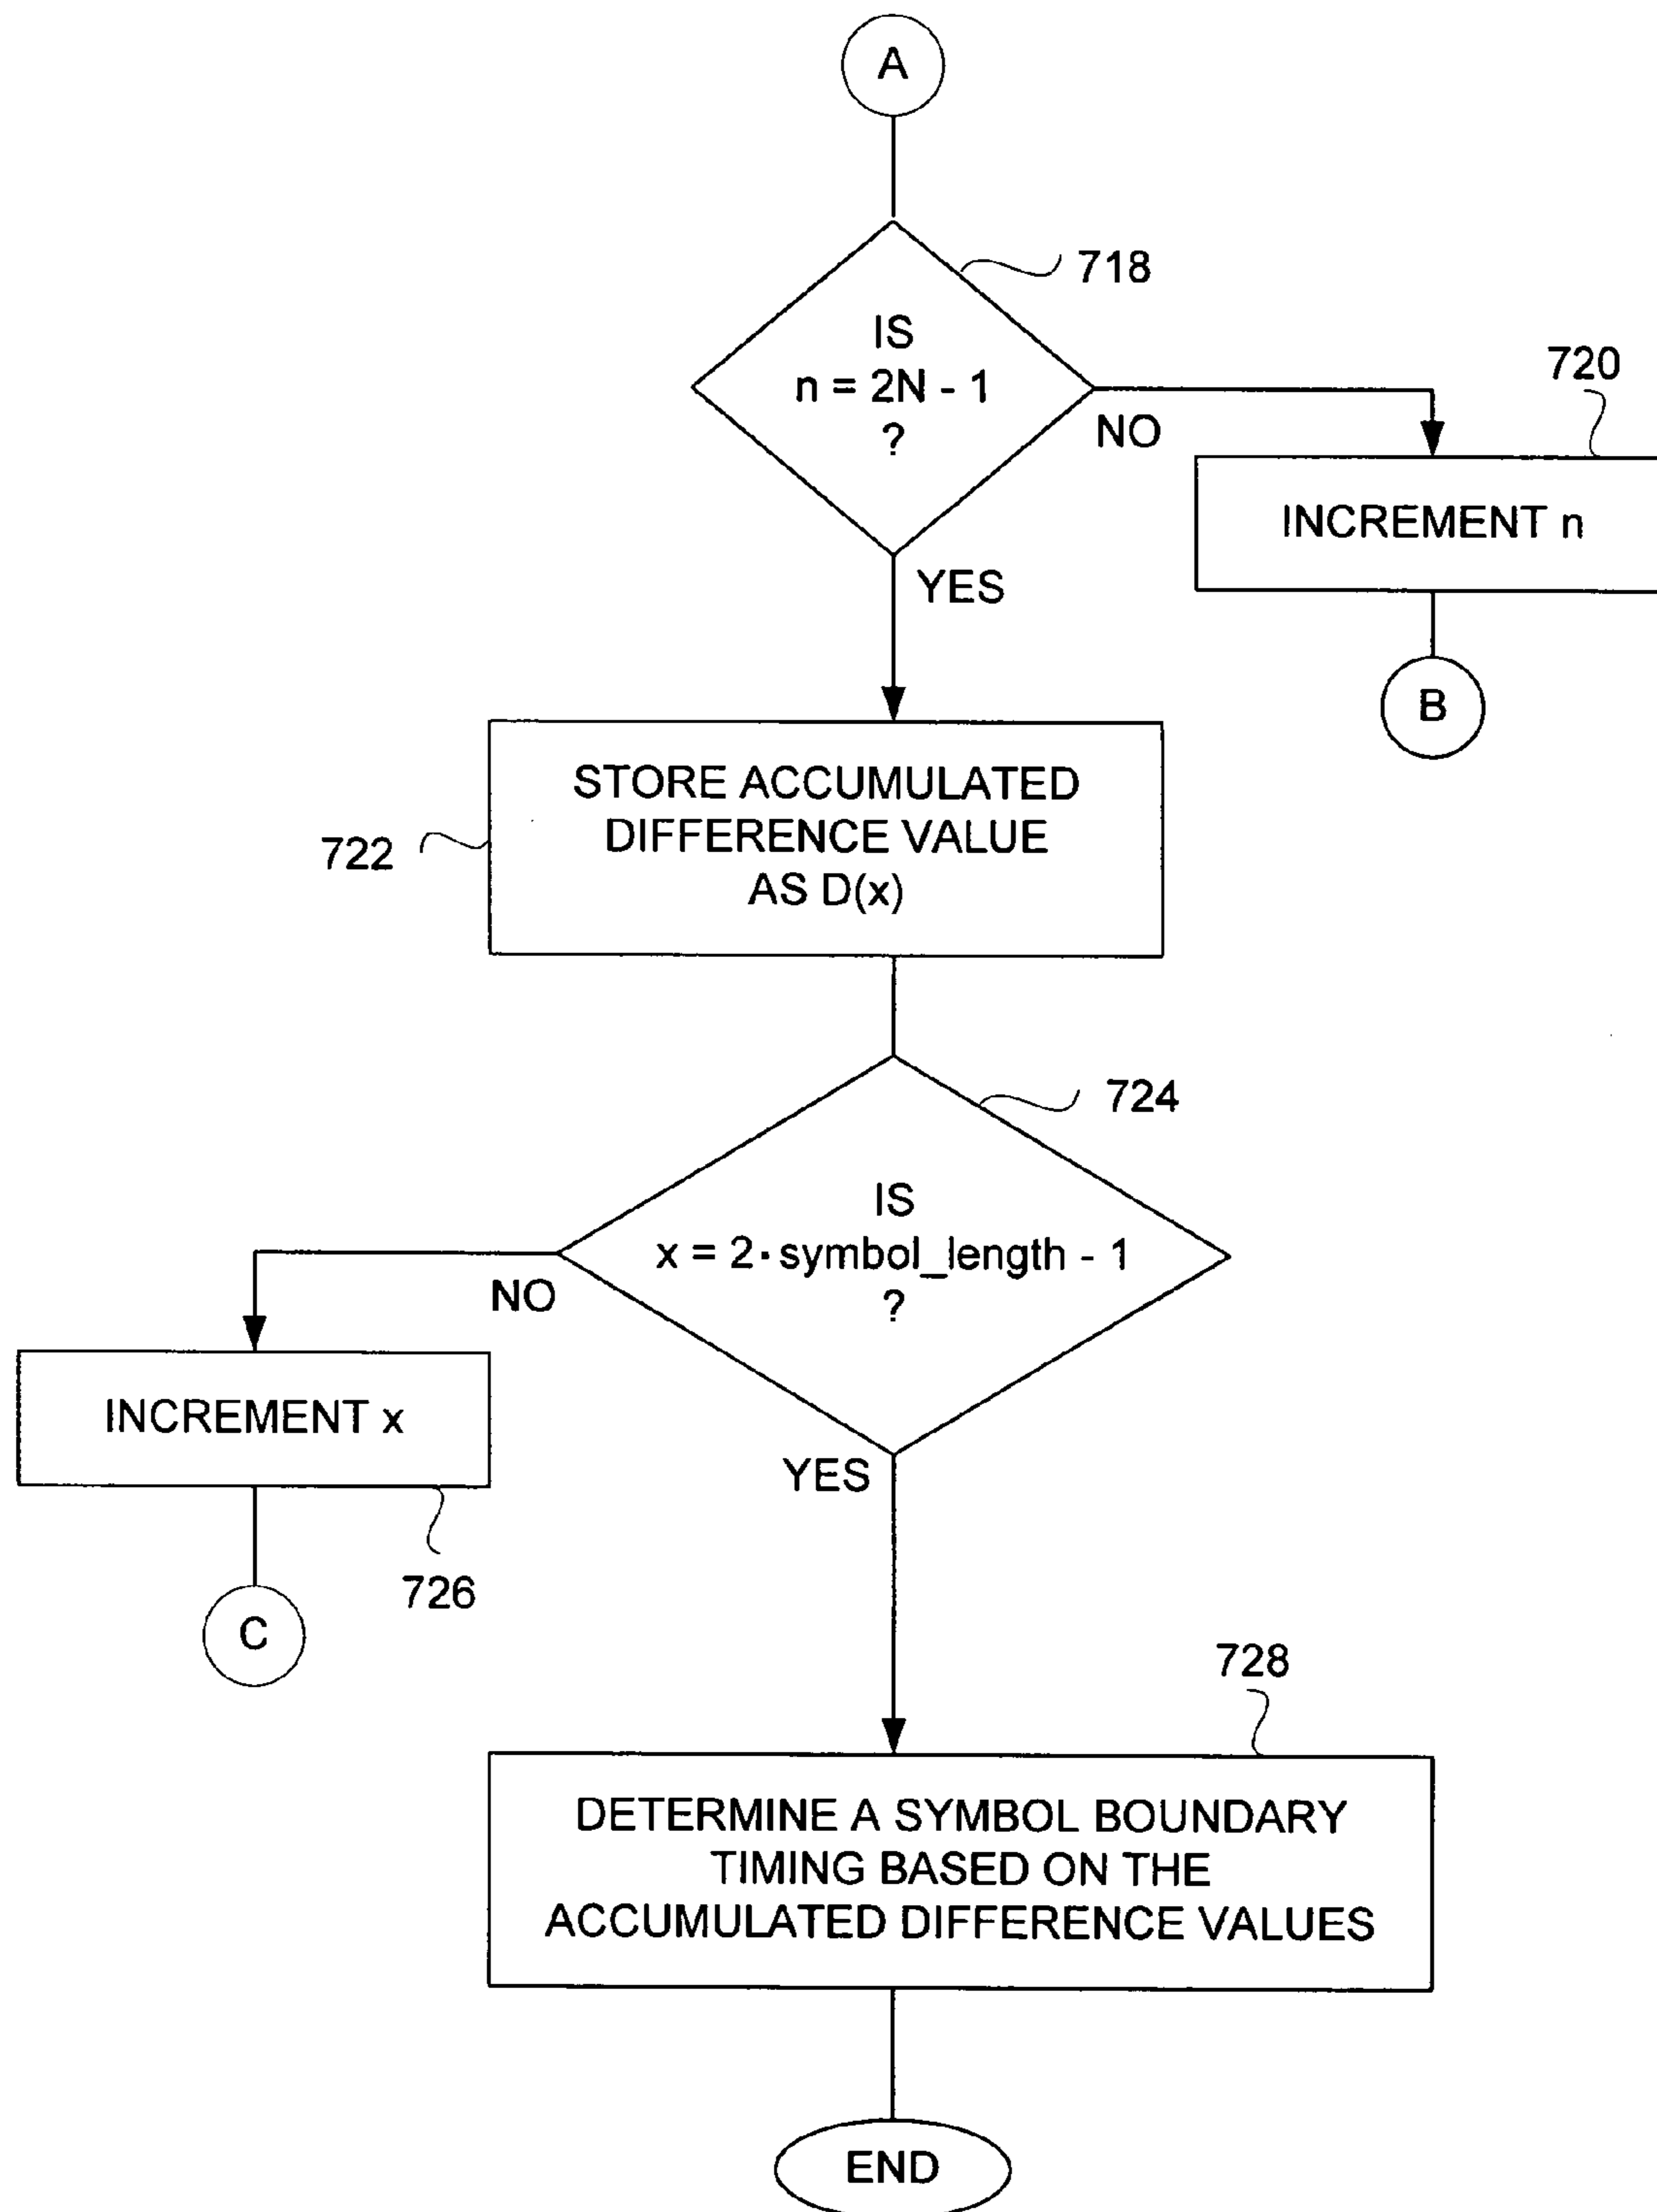 A
718
IS
n = 2N - 1
?
NO
720
INCREMENT n
B
YES
STORE ACCUMULATED
DIFFERENCE VALUE
AS D(x)
722
724
IS
x = 2·symbol_length - 1
?
NO
INCREMENT x
726
C
YES
728
DETERMINE A SYMBOL BOUNDARY
TIMING BASED ON THE
ACCUMULATED DIFFERENCE VALUES
END